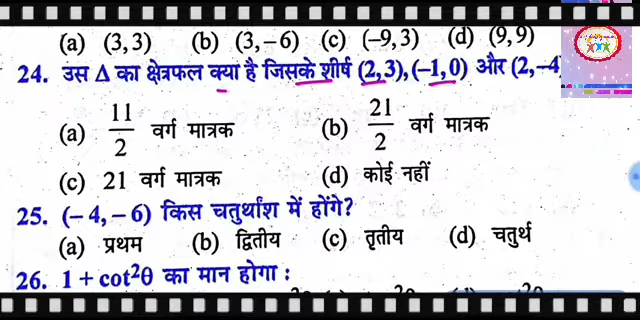 (a) (3,3) (b) (3,−6) (c) (−9,3) (d) (9,9)
24. उस Δ का क्षेत्रफल क्या है जिसके शीर्ष (2,3),(−1,0) और (2,−4
(a) 11/2 वर्ग मात्रक (b) 21/2 वर्ग मात्रक
(c) 21 वर्ग मात्रक (d) कोई नहीं
25. (−4,−6) किस चतुर्थांश में होंगे?
(a) प्रथम (b) द्वितीय (c) तृतीय (d) चतुर्थ
26. 1 + cot²θ का मान होगा :